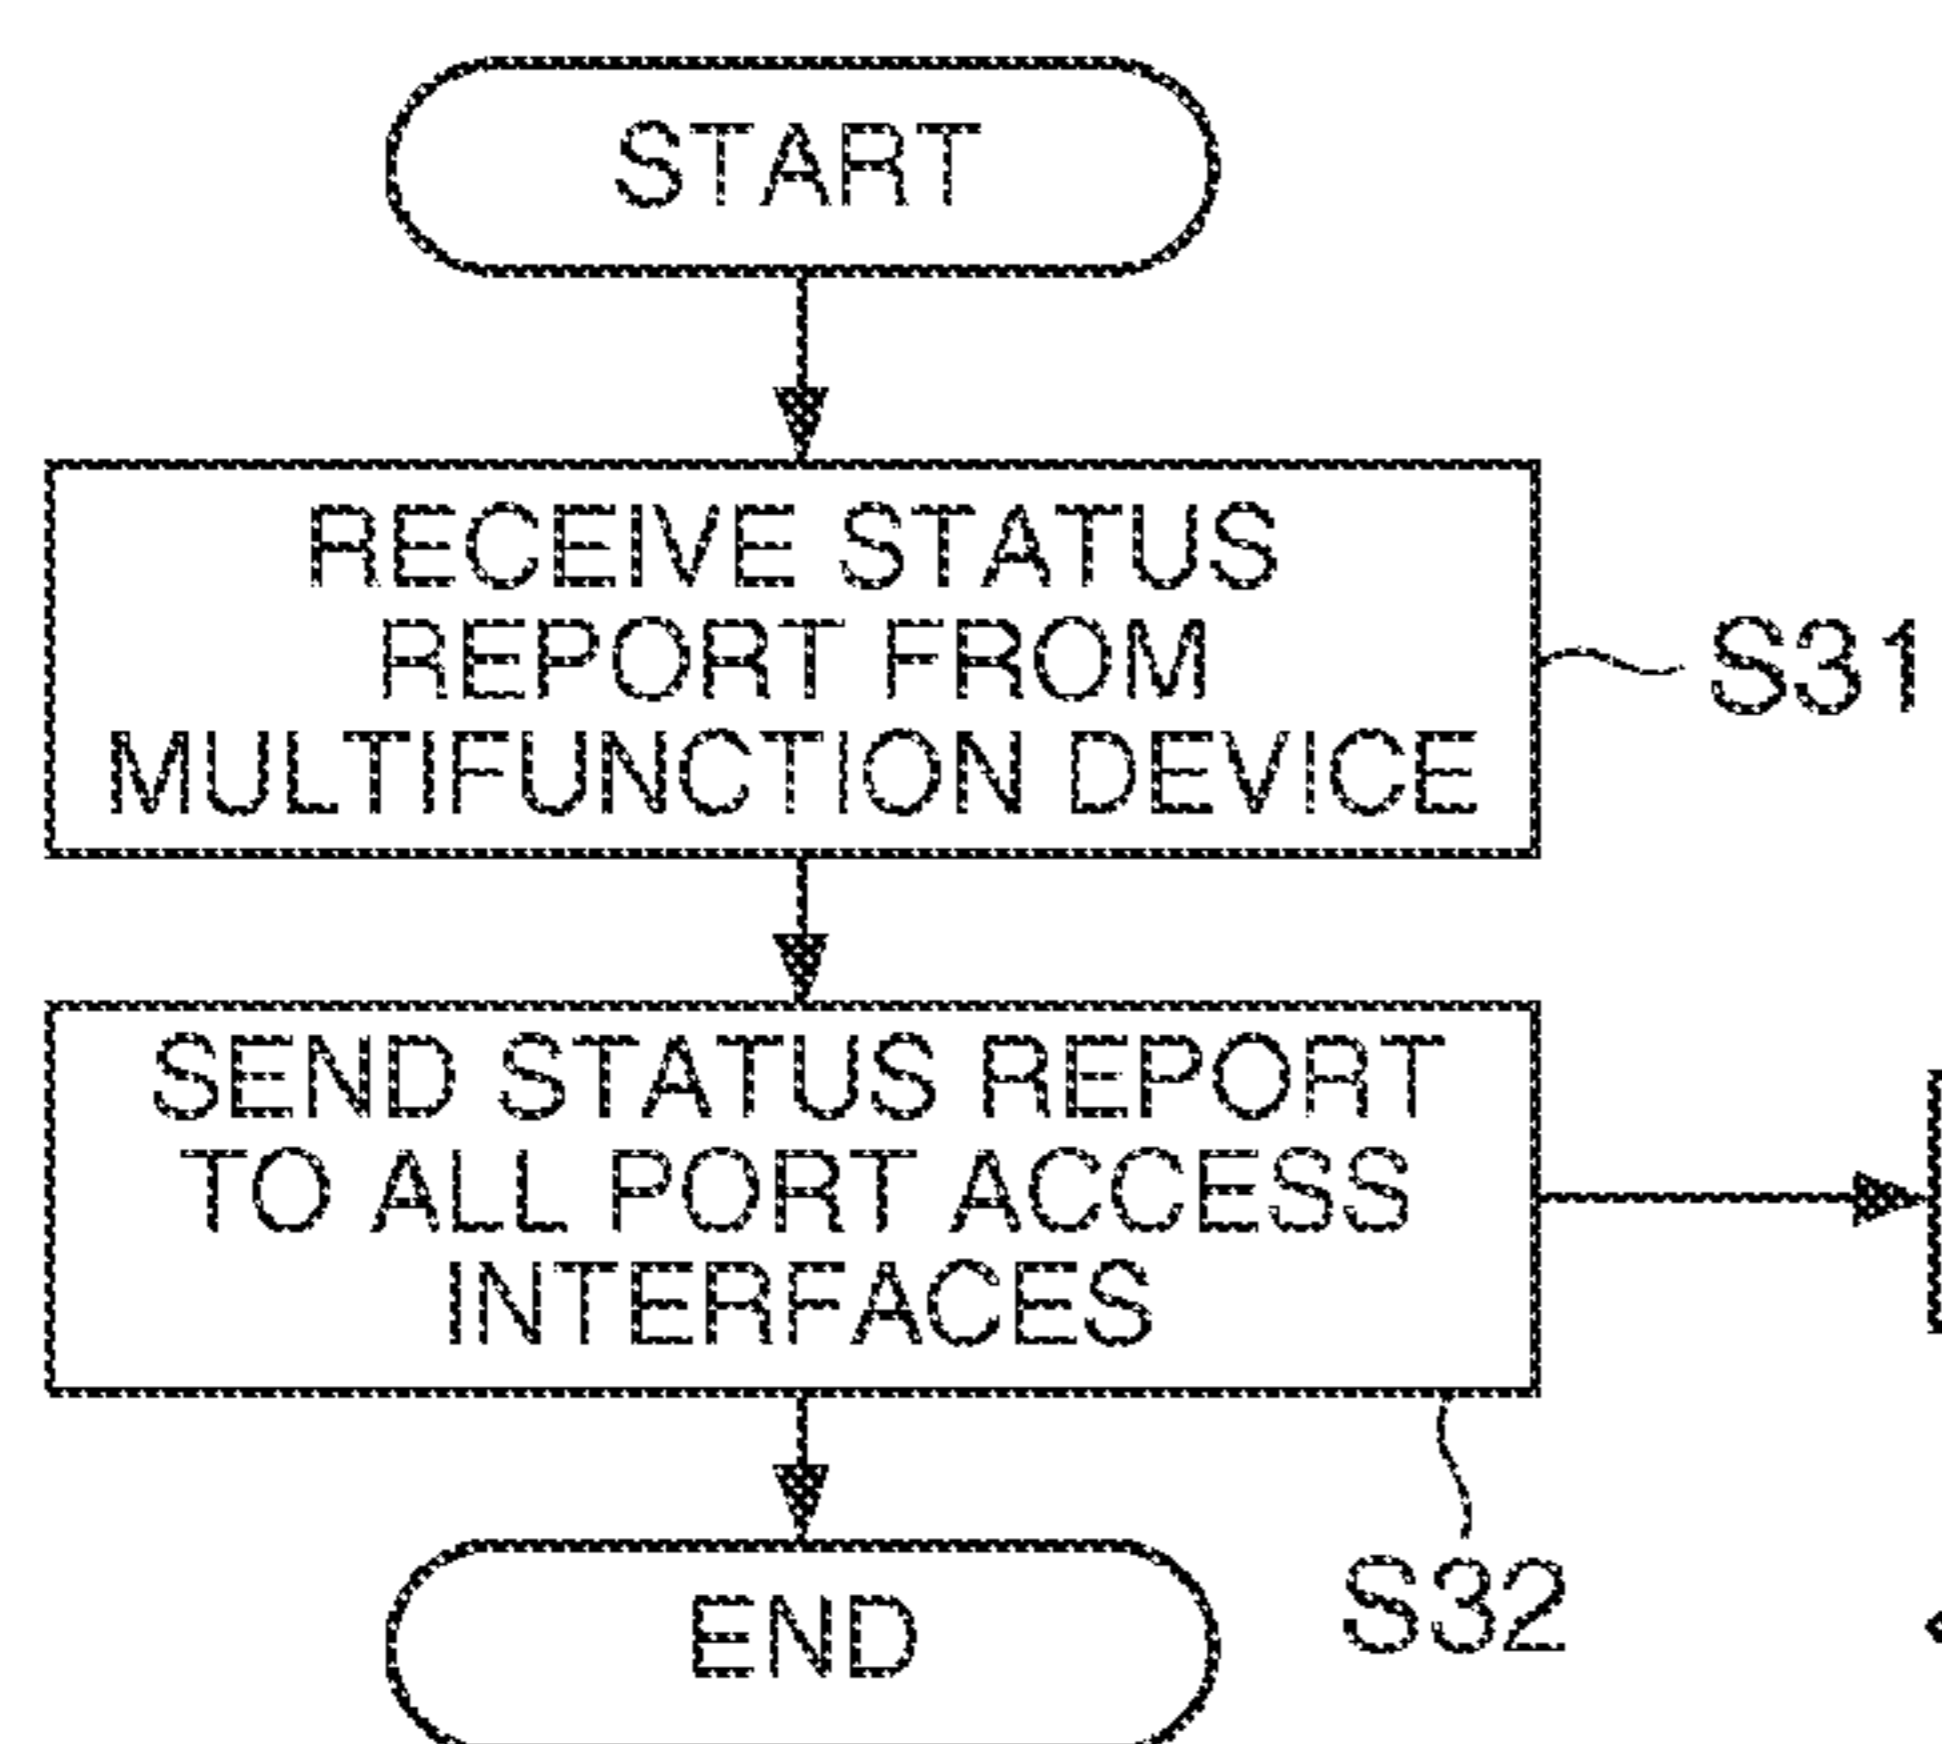 START
RECEIVE STATUS
REPORT FROM
MULTIFUNCTION DEVICE
S31
SEND STATUS REPORT
TO ALL PORT ACCESS
INTERFACES
S32
END